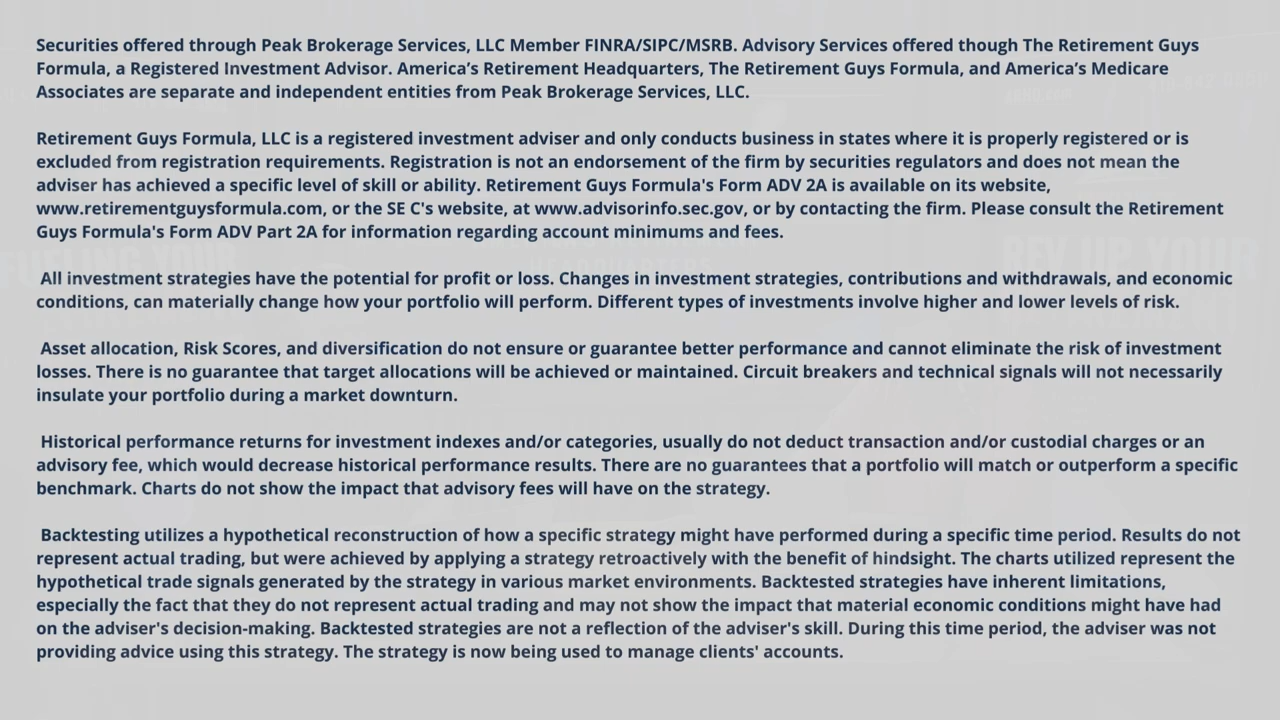 Securities offered through Peak Brokerage Services, LLC Member FINRA/SIPC/MSRB. Advisory Services offered though The Retirement Guys
Formula, a Registered Investment Advisor. America's Retirement Headquarters, The Retirement Guys Formula, and America's Medicare
Associates are separate and independent entities from Peak Brokerage Services, LLC.
Retirement Guys Formula, LLC is a registered investment adviser and only conducts business in states where it is properly registered or is
excluded from registration requirements. Registration is not an endorsement of the firm by securities regulators and does not mean the
adviser has achieved a specific level of skill or ability. Retirement Guys Formula's Form ADV 2A is available on its website,
www.retirementguysformula.com, or the SE C's website, at www.advisorinfo.sec.gov, or by contacting the firm. Please consult the Retirement
Guys Formula's Form ADV Part 2A for information regarding account minimums and fees.
FUELING YOUR
HEADQUARTERS
REV UP YOUR
All investment strategies have the potential for profit or loss. Changes in investment strategies, contributions and withdrawals, and economic
conditions, can materially change how your portfolio will perform. Different types of investments involve higher and lower levels of risk.
Asset allocation, Risk Scores, and diversification do not ensure or guarantee better performance and cannot eliminate the risk of investment
losses. There is no guarantee that target allocations will be achieved or maintained. Circuit breakers and technical signals will not necessarily
insulate your portfolio during a market downturn.
Historical performance returns for investment indexes and/or categories, usually do not deduct transaction and/or custodial charges or an
advisory fee, which would decrease historical performance results. There are no guarantees that a portfolio will match or outperform a specific
benchmark. Charts do not show the impact that advisory fees will have on the strategy.
Backtesting utilizes a hypothetical reconstruction of how a specific strategy might have performed during a specific time period. Results do not
represent actual trading, but were achieved by applying a strategy retroactively with the benefit of hindsight. The charts utilized represent the
hypothetical trade signals generated by the strategy in various market environments. Backtested strategies have inherent limitations,
especially the fact that they do not represent actual trading and may not show the impact that material economic conditions might have had
on the adviser's decision-making. Backtested strategies are not a reflection of the adviser's skill. During this time period, the adviser was not
providing advice using this strategy. The strategy is now being used to manage clients' accounts.